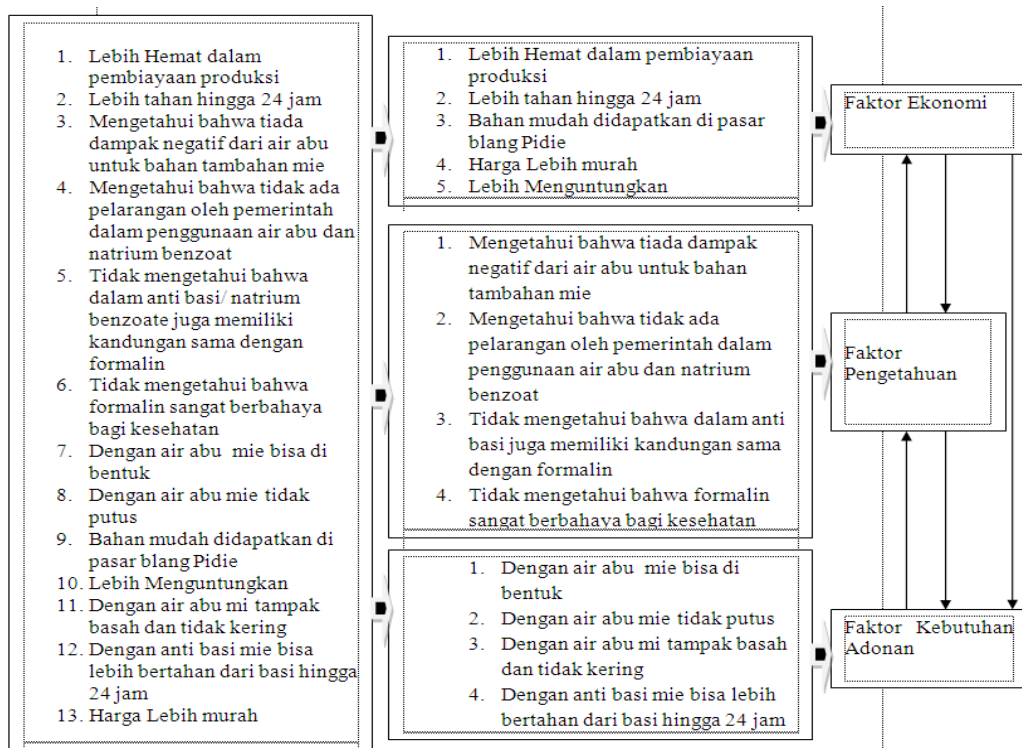 1. Lebih Hemat dalam
pembiayaan produksi
2. Lebih tahan hingga 24 jam
3. Mengetahui bahwa tiada
dampak negatif dari air abu
untuk bahan tambahan mie
4. Mengetahui bahwa tidak ada
pelarangan oleh pemerintah
dalam penggunaan air abu dan
natrium benzoat
5. Tidak mengetahui bahwa
dalam anti basi/ natrium
benzoate juga memiliki
kandungan sama dengan
formalin
6. Tidak mengetahui bahwa
formalin sangat berbahaya
bagi kesehatan
7. Dengan air abu mie bisa di
bentuk
8. Dengan air abu mie tidak
putus
9. Bahan mudah didapatkan di
pasar blang Pidie
10. Lebih Menguntungkan
11. Dengan air abu mi tampak
basah dan tidak kering
12. Dengan anti basi mie bisa
lebih bertahan dari basi hingga
24 jam
13. Harga Lebih murah
1. Lebih Hemat dalam pembiayaan
produksi
2. Lebih tahan hingga 24 jam
3. Bahan mudah didapatkan di pasar
blang Pidie
4. Harga Lebih murah
5. Lebih Menguntungkan
1. Mengetahui bahwa tiada dampak
negatif dari air abu untuk bahan
tambahan mie
2. Mengetahui bahwa tidak ada
pelarangan oleh pemerintah dalam
penggunaan air abu dan natrium
benzoat
3. Tidak mengetahui bahwa dalam anti
basi juga memiliki kandungan sama
dengan formalin
4. Tidak mengetahui bahwa formalin
sangat berbahaya bagi kesehatan
1. Dengan air abu mie bisa di
bentuk
2. Dengan air abu mie tidak putus
3. Dengan air abu mi tampak basah
dan tidak kering
4. Dengan anti basi mie bisa lebih
bertahan dari basi hingga 24 jam
Faktor Ekonomi
Faktor
Pengetahuan
Faktor Kebutuhan
Adonan